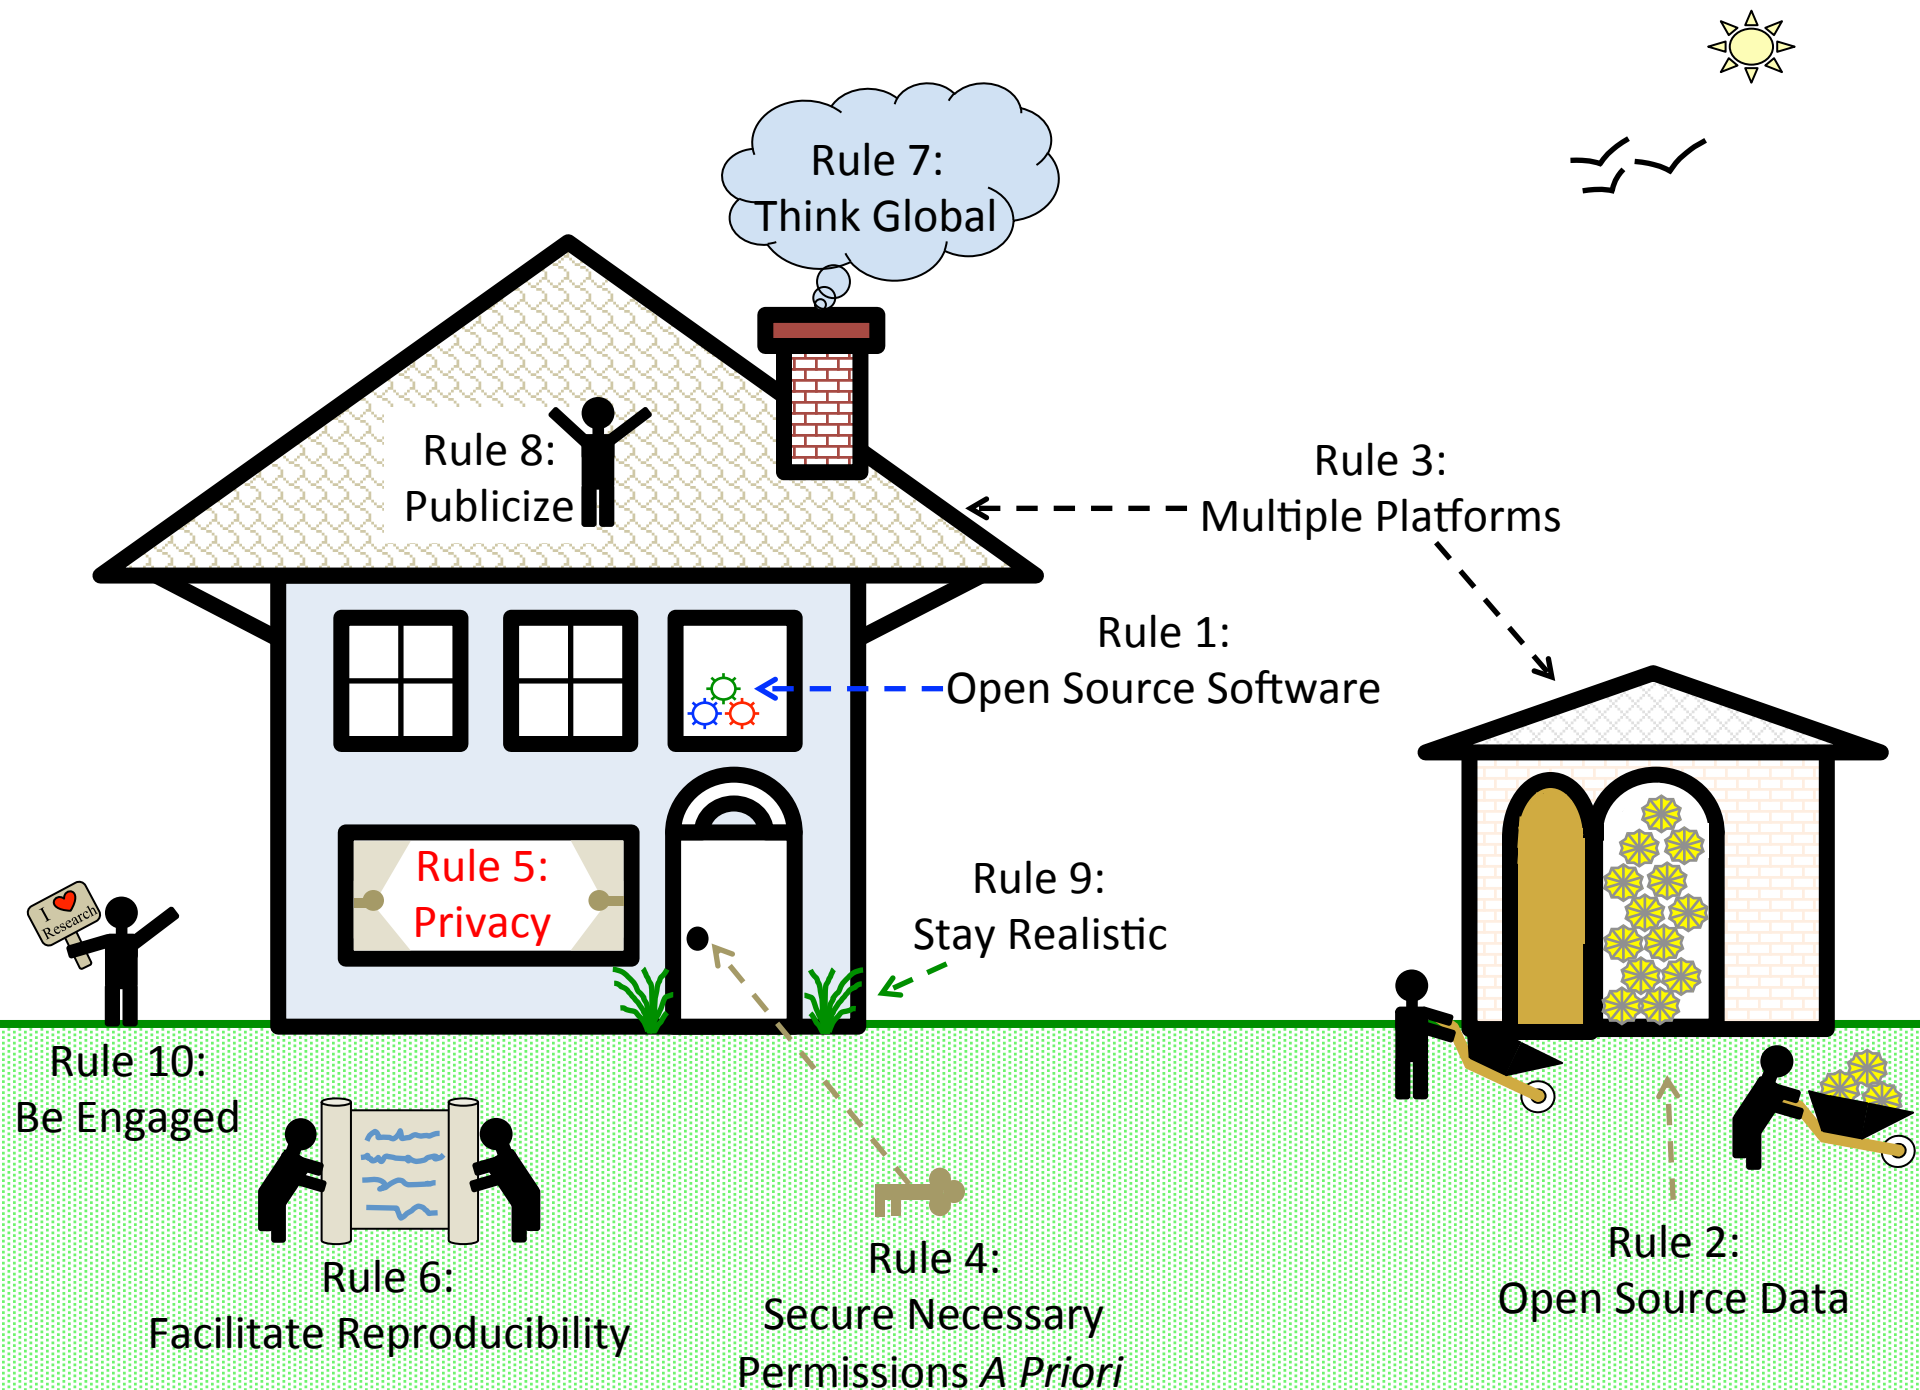 Rule 7:
Think Global
Rule 8:
Publicize
Rule 3:
Multiple Platforms
Rule 1:
Open Source Software
Rule 5:
Privacy
Rule 9:
Stay Realistic
I
Research
Rule 10:
Be Engaged
Rule 6:
Facilitate Reproducibility
Rule 4:
Secure Necessary
Permissions A Priori
Rule 2:
Open Source Data